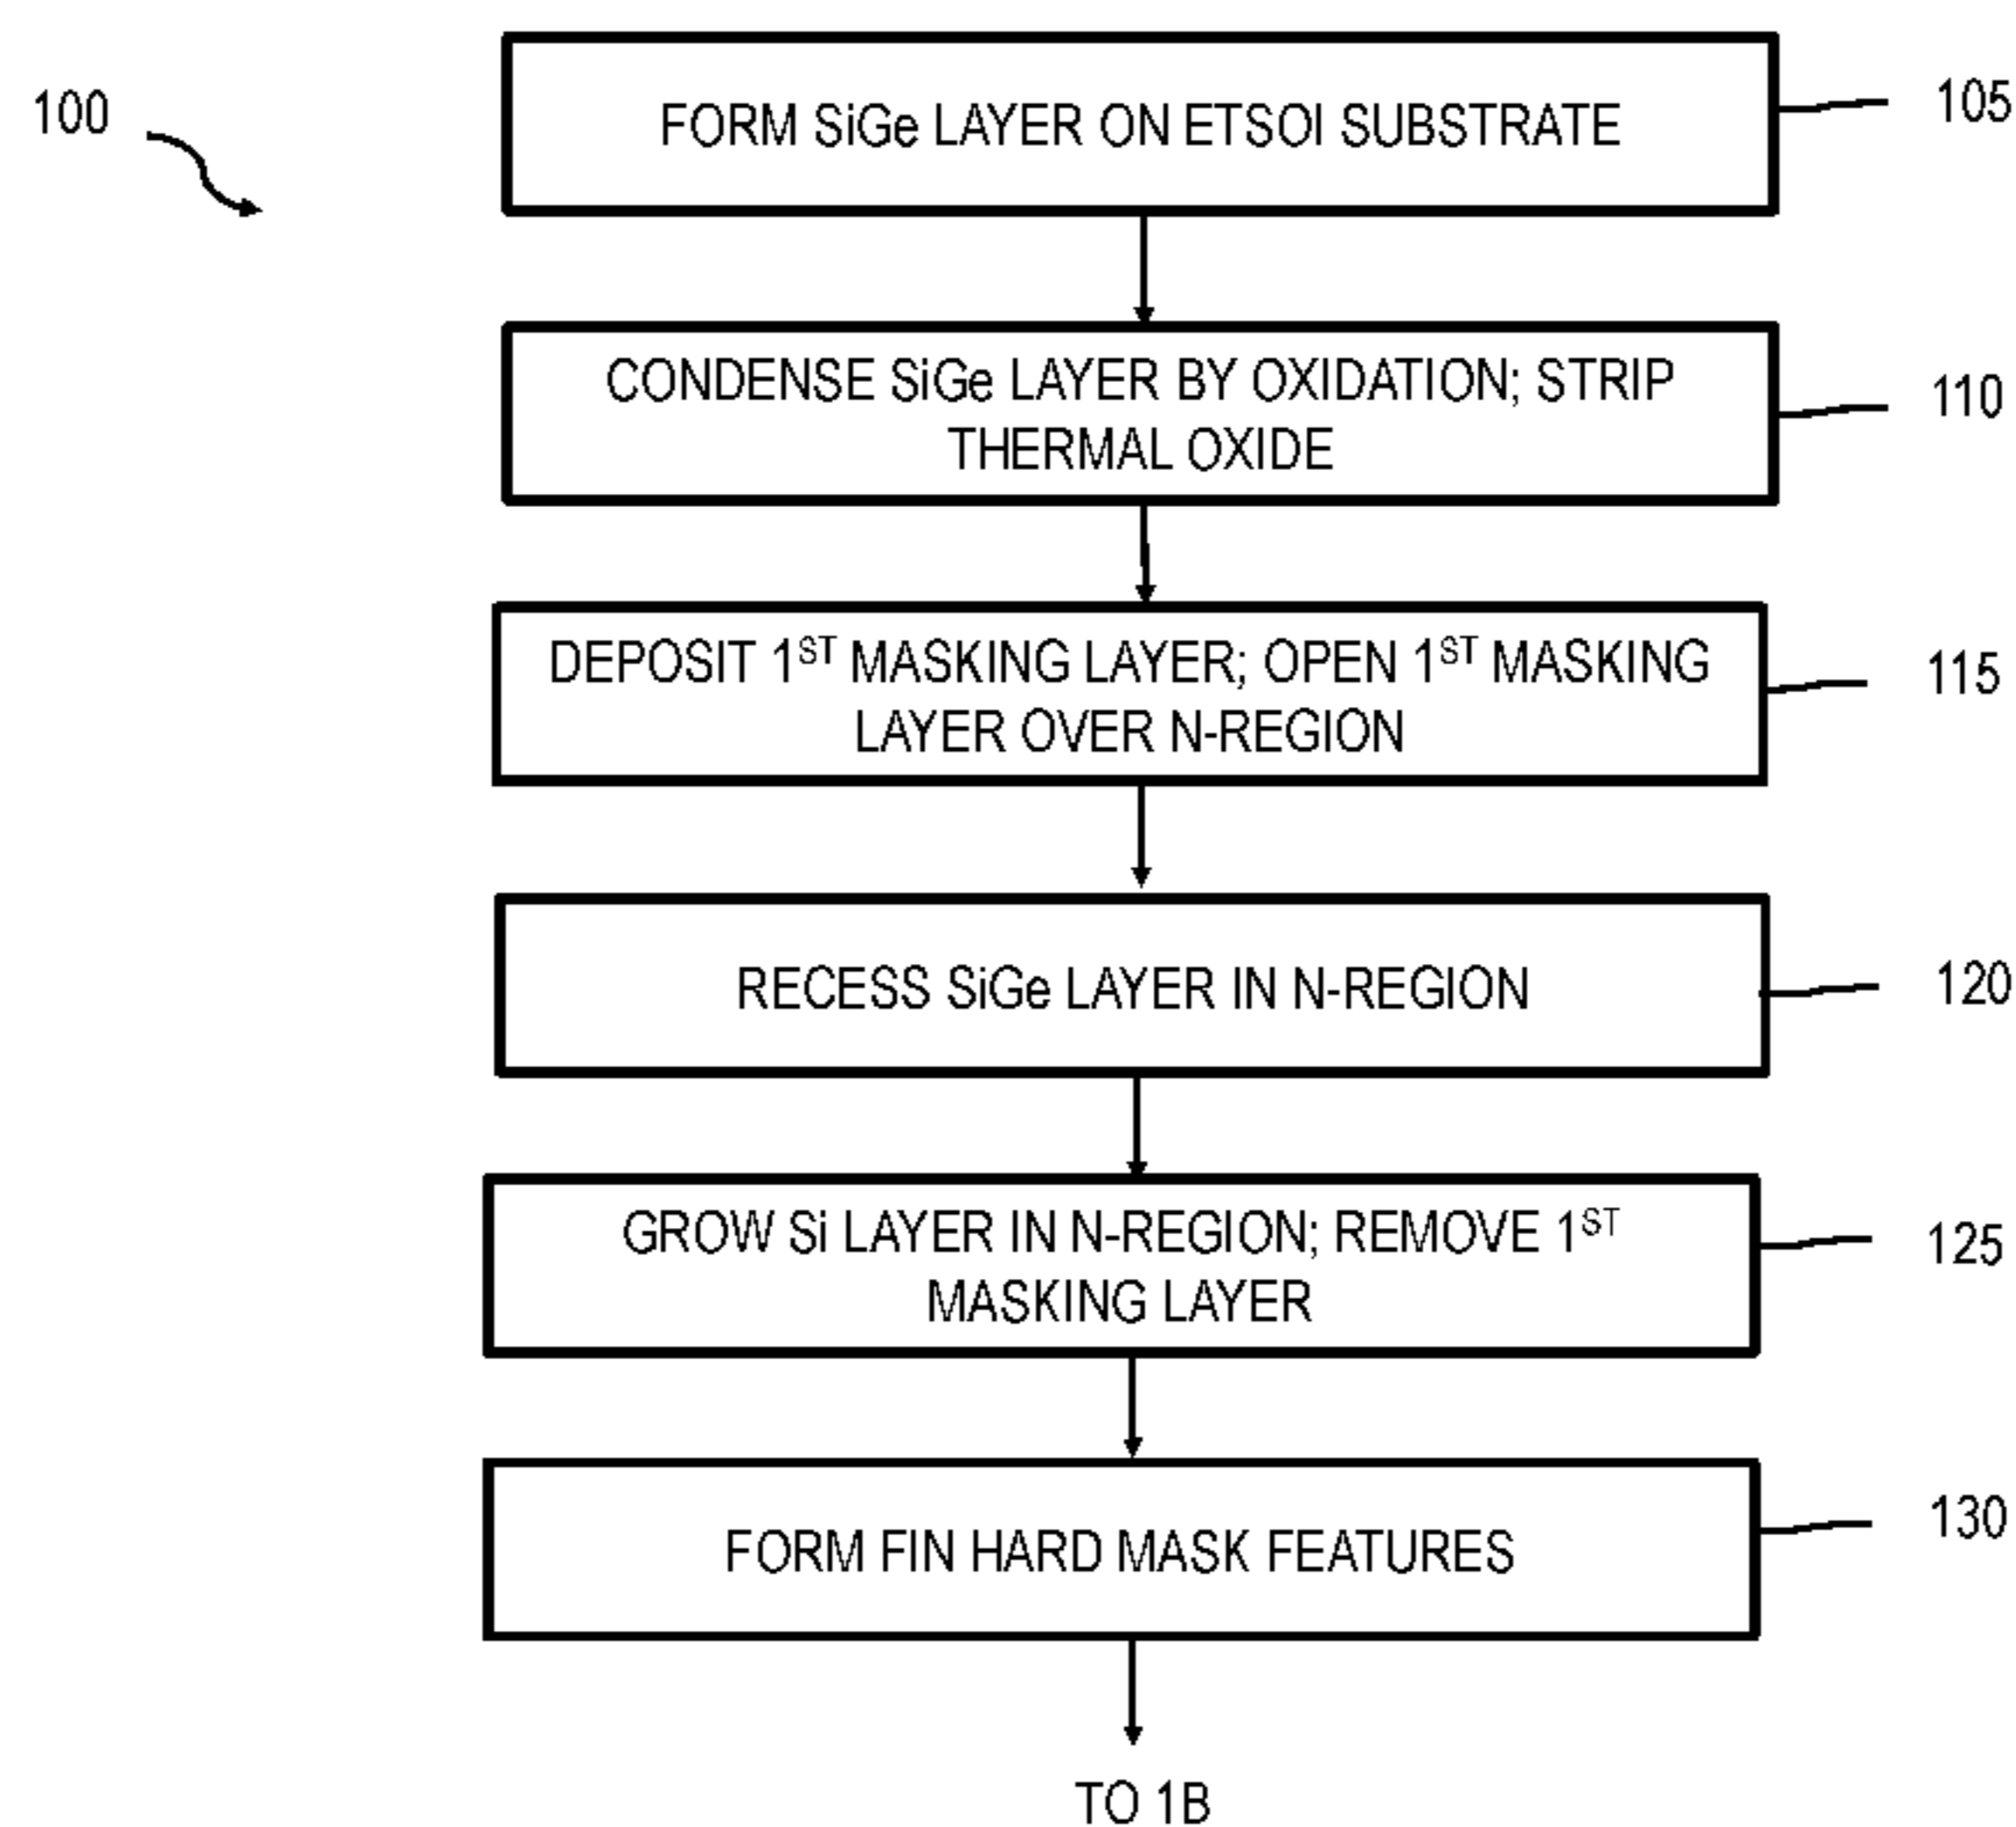 100
FORM SiGe LAYER ON ETSOI SUBSTRATE
105
CONDENSE SiGe LAYER BY OXIDATION; STRIP
THERMAL OXIDE
110
DEPOSIT 1ST MASKING LAYER; OPEN 1ST MASKING
LAYER OVER N-REGION
115
RECESS SiGe LAYER IN N-REGION
120
GROW Si LAYER IN N-REGION; REMOVE 1ST
MASKING LAYER
125
FORM FIN HARD MASK FEATURES
130
TO 1B